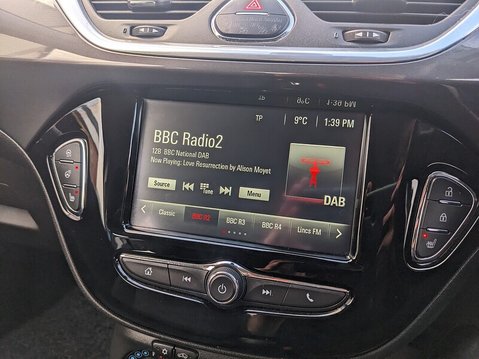 TP 9°C 1:39 PM
BBC Radio2
12B BBC National DAB
Now Playing: Love Resurrection by Alison Moyet
Source Tune Menu
DAB
Classic BBC R2 BBC R3 BBC R4 Lincs FM